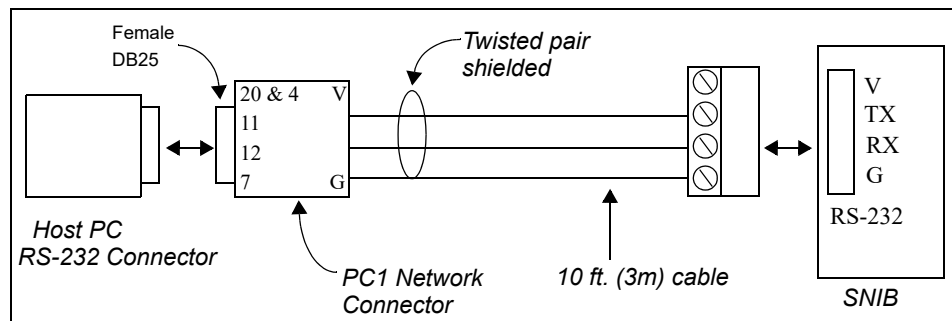 Female
DB25
Twisted pair
shielded
20 & 4 V
11
12
7 G
V
TX
RX
G
RS-232
Host PC
RS-232 Connector
PC1 Network
Connector
10 ft. (3m) cable
SNIB